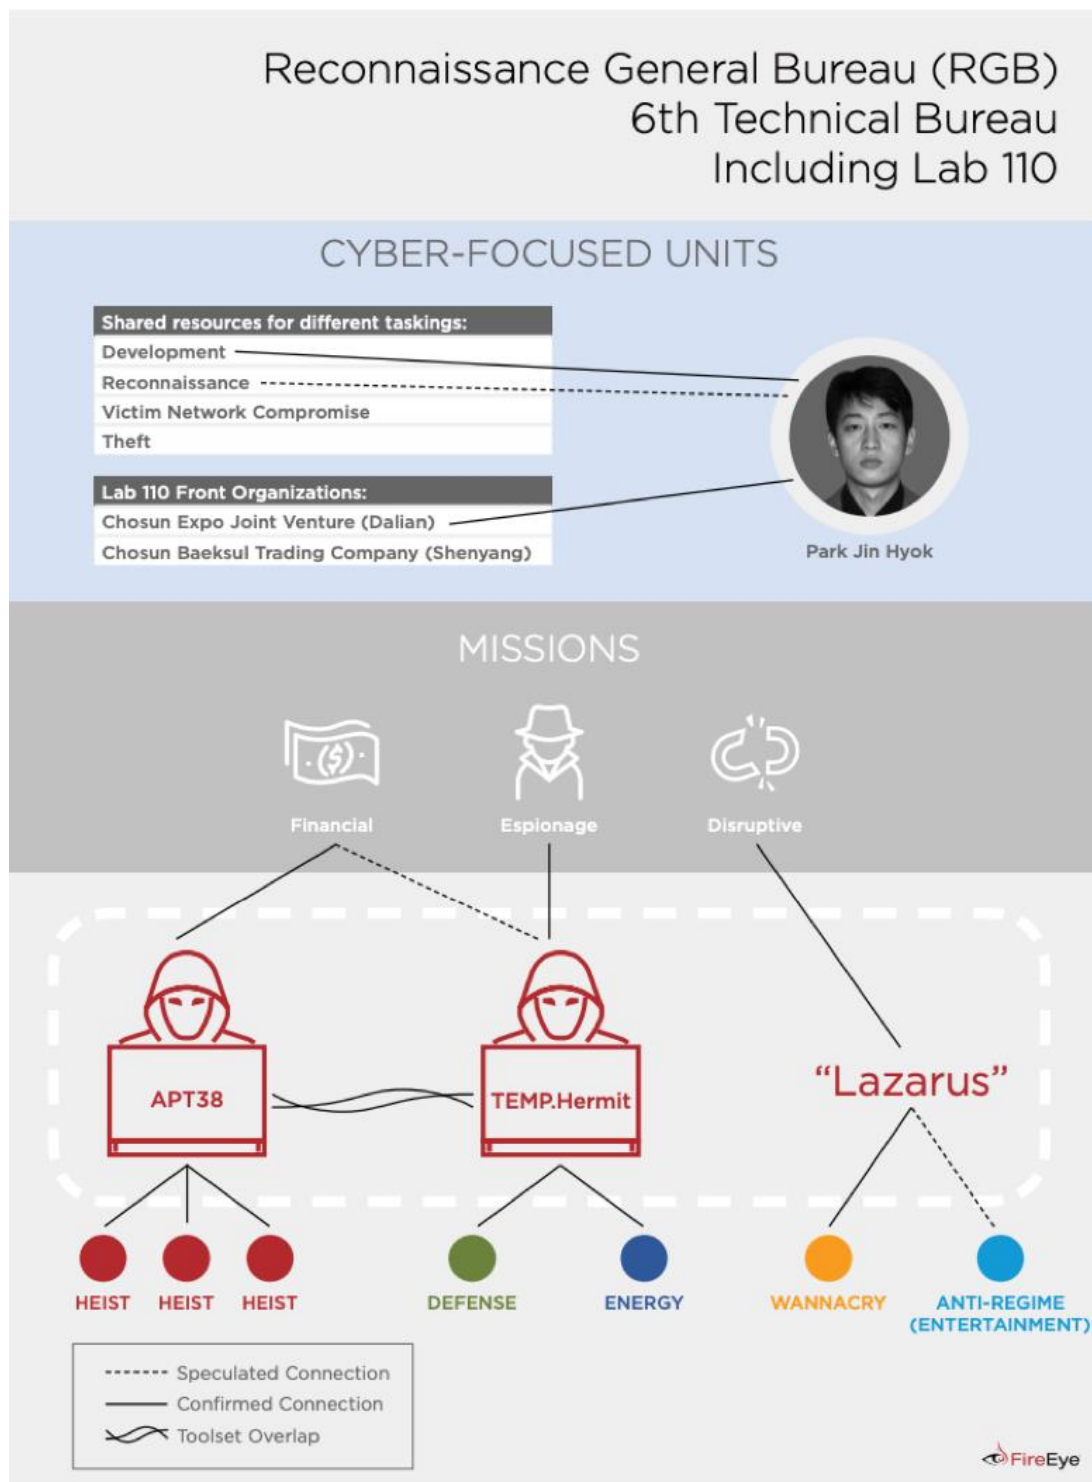 Reconnaissance General Bureau (RGB)
6th Technical Bureau
Including Lab 110
CYBER-FOCUSED UNITS
Shared resources for different taskings:
Development
Reconnaissance
Victim Network Compromise
Theft
Lab 110 Front Organizations:
Chosun Expo Joint Venture (Dalian)
Chosun Baeksul Trading Company (Shenyang)
Park Jin Hyok
MISSIONS
($)
Financial
Espionage
Disruptive
APT38
TEMP.Hermit
“Lazarus”
HEIST
HEIST
HEIST
DEFENSE
ENERGY
WANNACRY
ANTI-REGIME
(ENTERTAINMENT)
Speculated Connection
Confirmed Connection
Toolset Overlap
FireEye